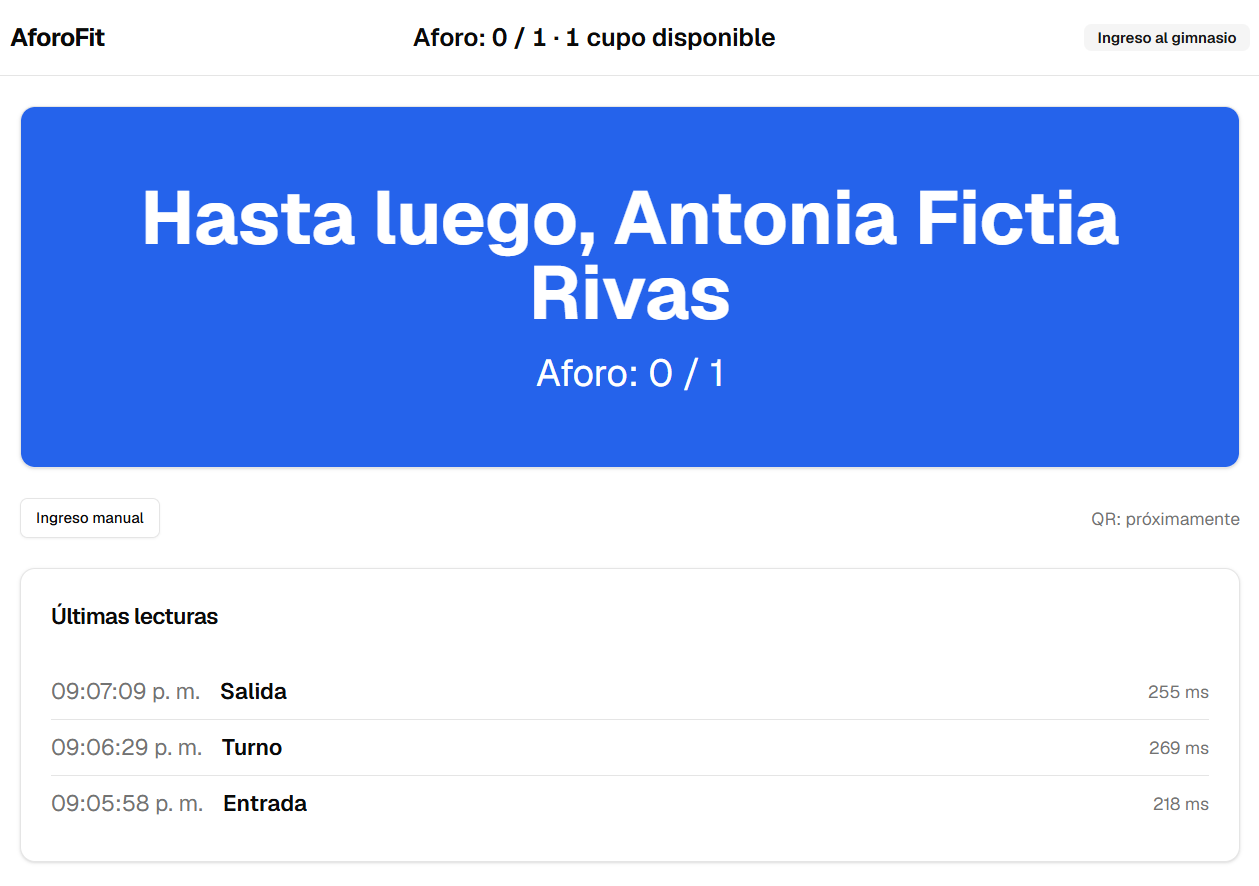 AforoFit
Aforo: 0 / 1 · 1 cupo disponible
Ingreso al gimnasio
Hasta luego, Antonia Fictia
Rivas
Aforo: 0 / 1
Ingreso manual
QR: próximamente
Últimas lecturas
09:07:09 p. m. Salida 255 ms
09:06:29 p. m. Turno 269 ms
09:05:58 p. m. Entrada 218 ms